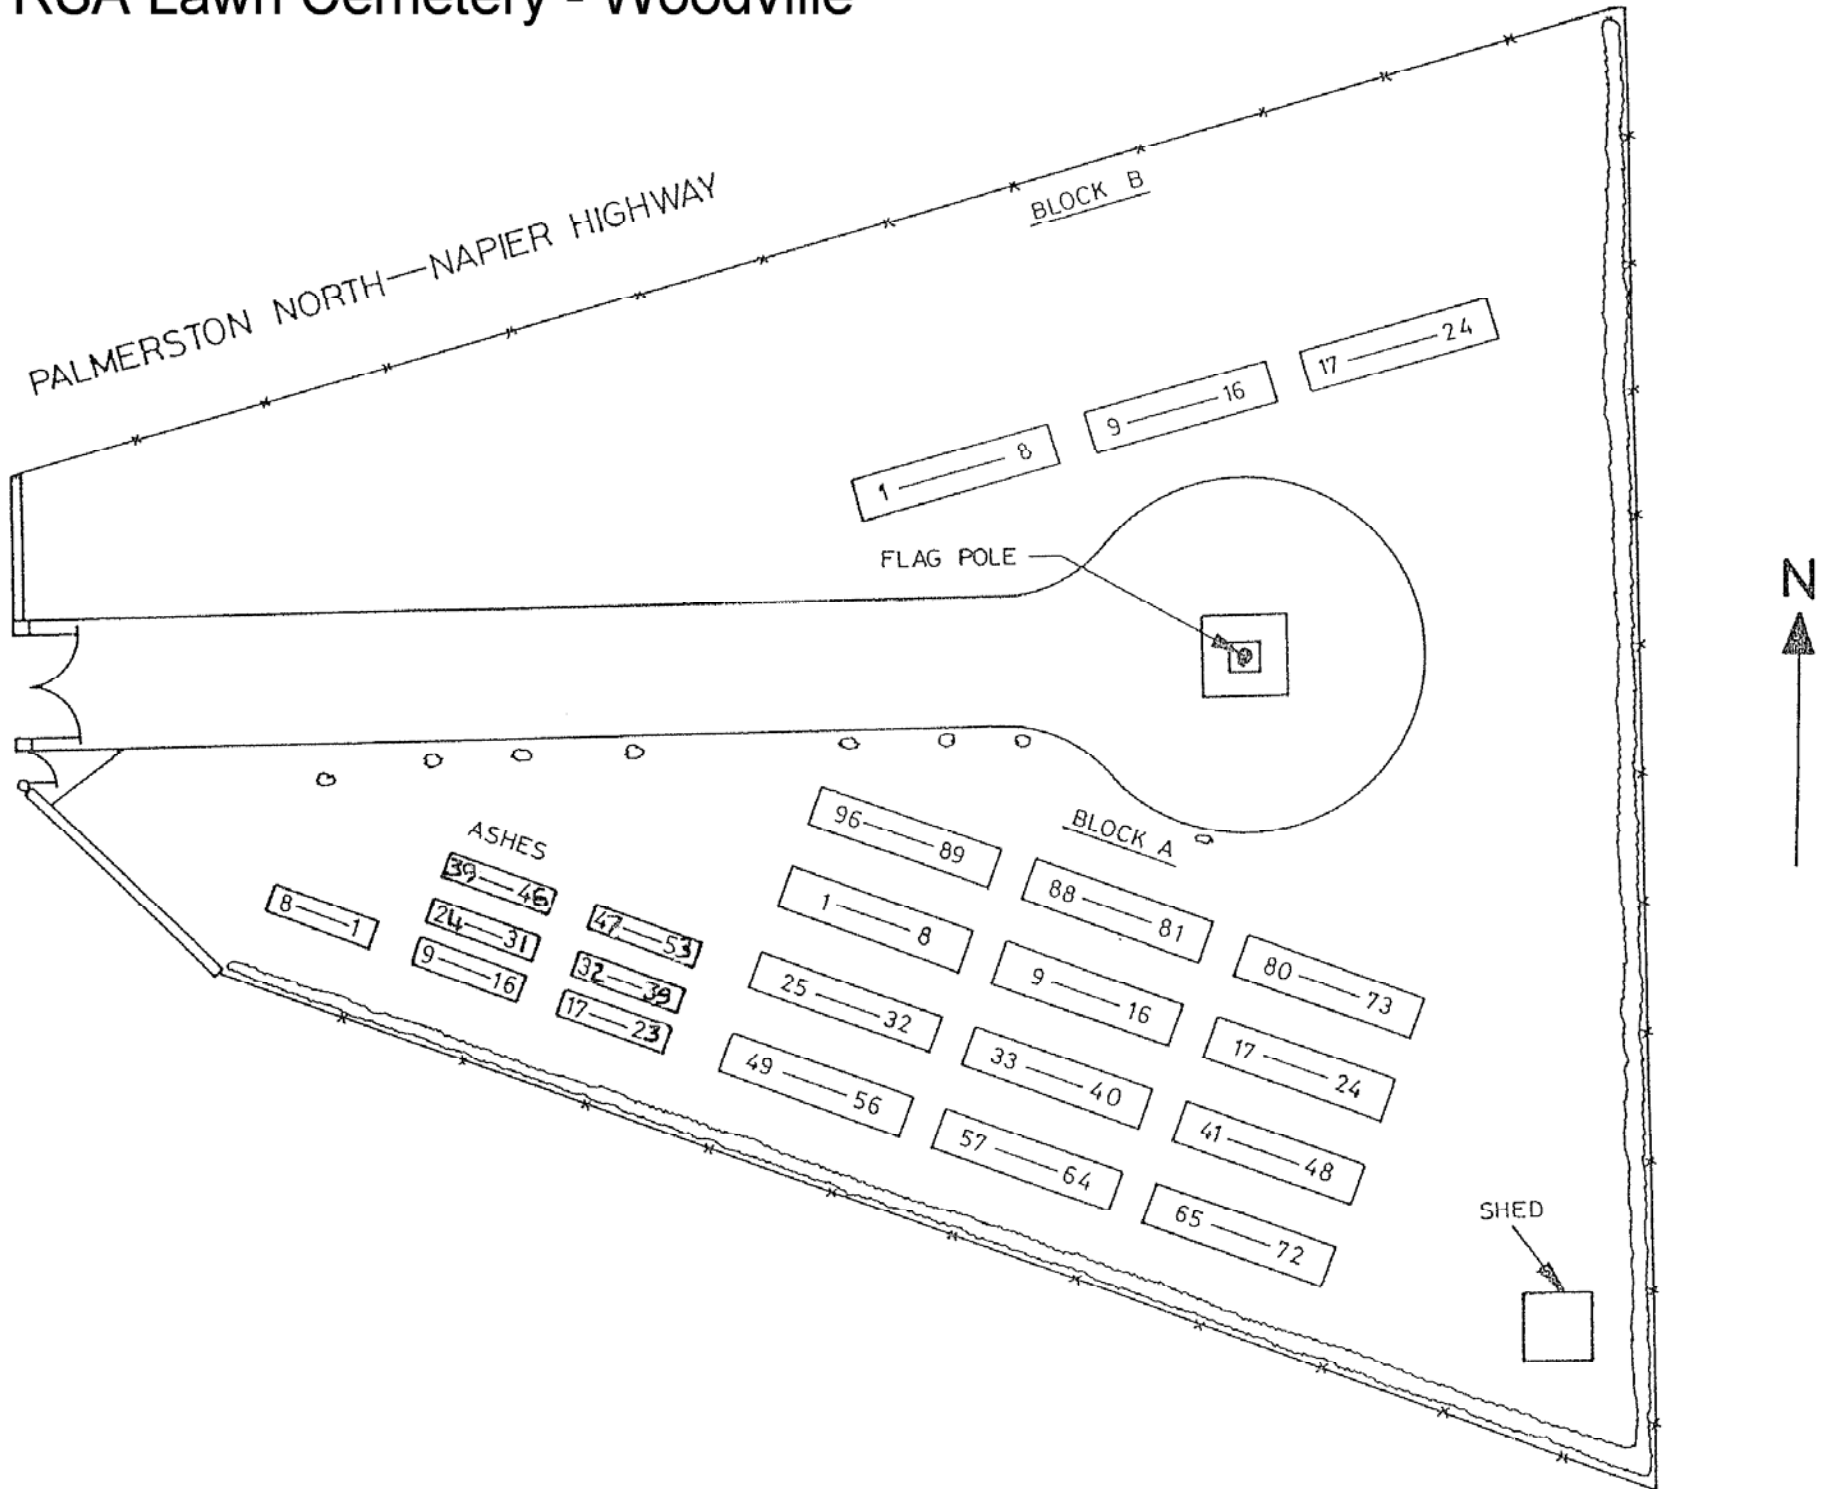 RSA Lawn Cemetery - Woodville
PALMERSTON NORTH—NAPIER HIGHWAY
BLOCK B
17 — 24
9 — 16
1 — 8
FLAG POLE
N
BLOCK A
ASHES
96 — 89
88 — 81
80 — 73
1 — 8
9 — 16
17 — 24
25 — 32
33 — 40
41 — 48
49 — 56
57 — 64
65 — 72
39 — 46
47 — 53
8 — 1
24 — 31
32 — 39
9 — 16
17 — 23
SHED